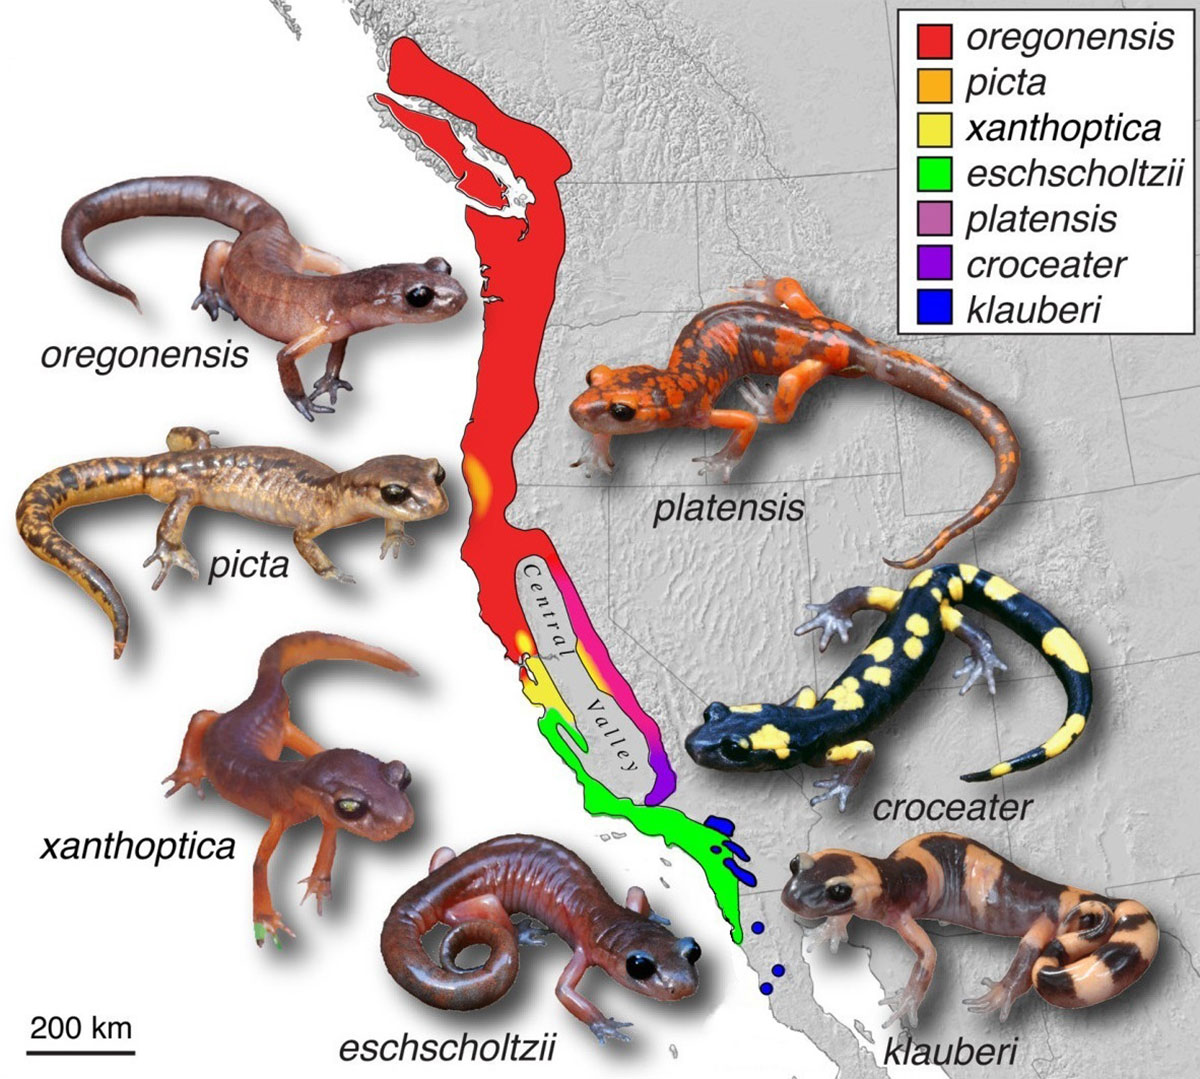 oregonensis
picta
xanthoptica
eschscholtzii
platensis
croceater
klauberi
oregonensis
platensis
picta
Central
Valley
xanthoptica
croceater
eschscholtzii
klauberi
200 km